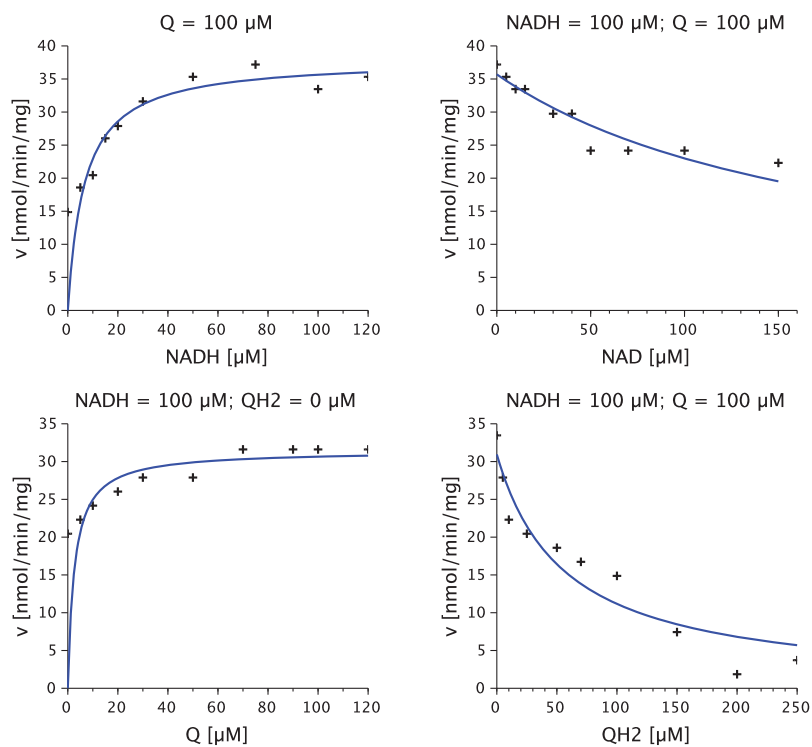 Q = 100 µM
40
35
30
25
20
15
10
5
0
v [nmol/min/mg]
0 20 40 60 80 100 120
NADH [µM]
NADH = 100 µM; Q = 100 µM
40
35
30
25
20
15
10
5
0
v [nmol/min/mg]
0 50 100 150
NAD [µM]
NADH = 100 µM; QH2 = 0 µM
35
30
25
20
15
10
5
0
v [nmol/min/mg]
0 20 40 60 80 100 120
Q [µM]
NADH = 100 µM; Q = 100 µM
35
30
25
20
15
10
5
0
v [nmol/min/mg]
0 50 100 150 200 250
QH2 [µM]